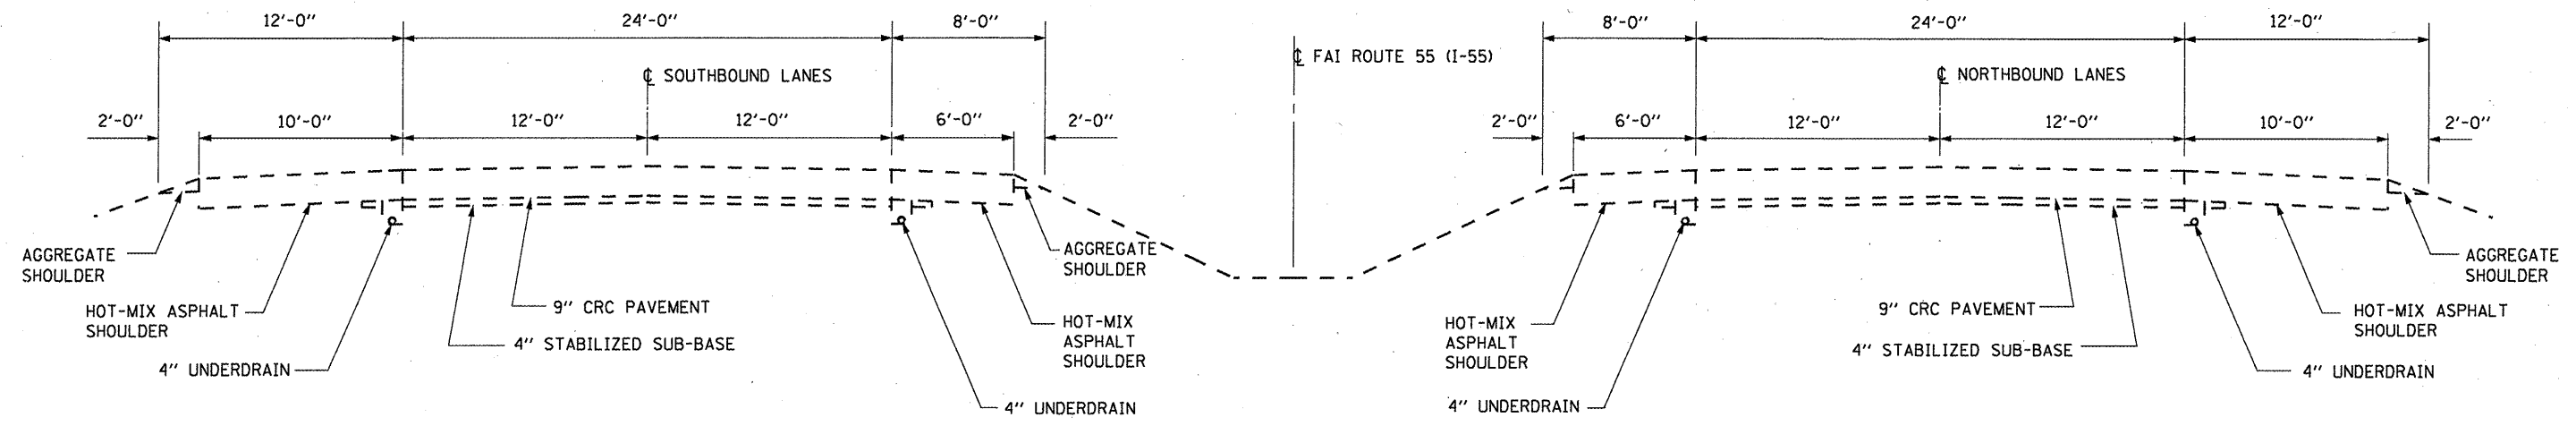 12'-0" 24'-0" 8'-0" 8'-0" 24'-0" 12'-0"
℄ FAI ROUTE 55 (I-55)
℄ SOUTHBOUND LANES ℄ NORTHBOUND LANES
2'-0" 10'-0" 12'-0" 12'-0" 6'-0" 2'-0" 2'-0" 6'-0" 12'-0" 12'-0" 10'-0" 2'-0"
AGGREGATE
SHOULDER
HOT-MIX ASPHALT
SHOULDER
4" UNDERDRAIN
9" CRC PAVEMENT
4" STABILIZED SUB-BASE
AGGREGATE
SHOULDER
HOT-MIX
ASPHALT
SHOULDER
4" UNDERDRAIN
HOT-MIX
ASPHALT
SHOULDER
4" UNDERDRAIN
9" CRC PAVEMENT
4" STABILIZED SUB-BASE
AGGREGATE
SHOULDER
HOT-MIX ASPHALT
SHOULDER
4" UNDERDRAIN